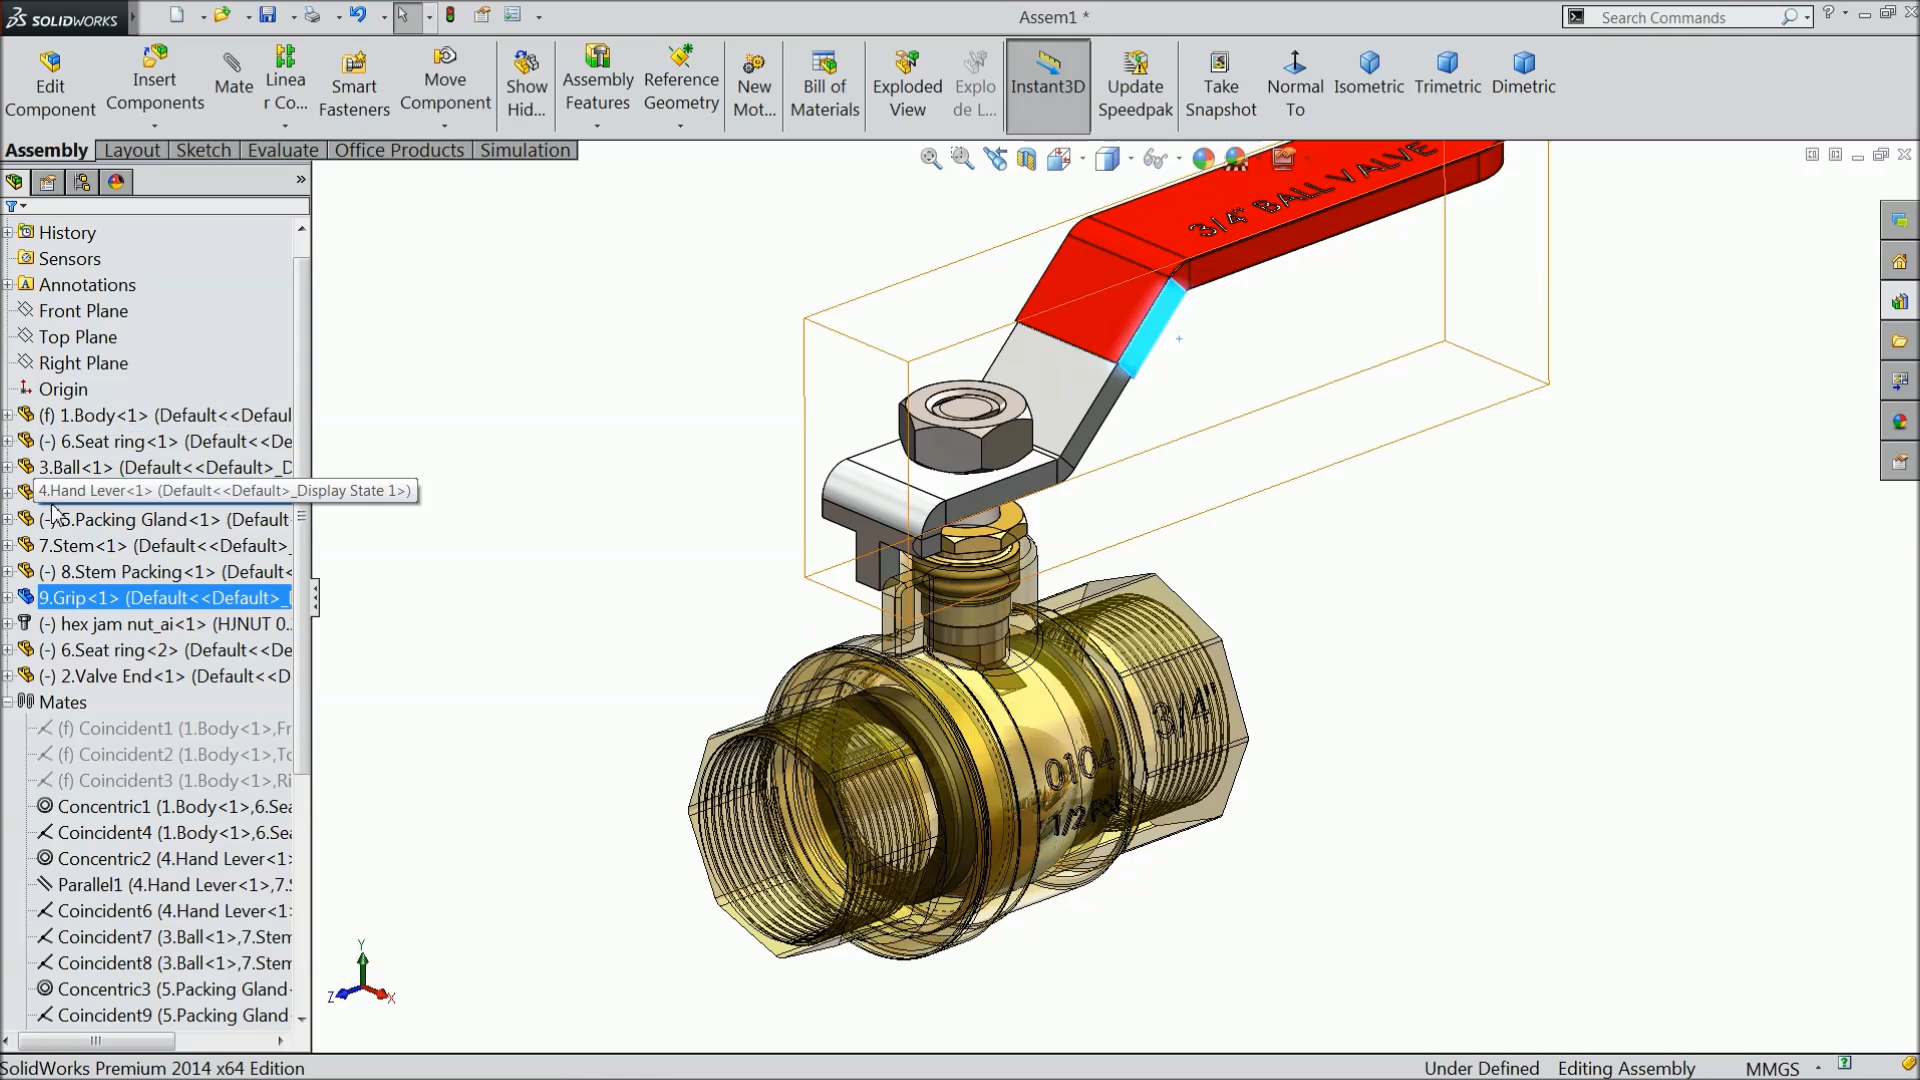 SOLIDWORKS
Assem1 *
Search Commands
Edit Component
Insert Components
Mate
Linea r Co...
Smart Fasteners
Move Component
Show Hid...
Assembly Features
Reference Geometry
New Mot...
Bill of Materials
Exploded View
Explo de L...
Instant3D
Update Speedpak
Take Snapshot
Normal To
Isometric
Trimetric
Dimetric
Assembly
Layout
Sketch
Evaluate
Office Products
Simulation
History
Sensors
Annotations
Front Plane
Top Plane
Right Plane
Origin
(f) 1.Body<1> (Default<<Defaul
(-) 6.Seat ring<1> (Default<<De
3.Ball<1> (Default<<Default>_D
4.Hand Lever<1> (Default<<Default>_Display State 1>)
(-) 5.Packing Gland<1> (Default
7.Stem<1> (Default<<Default>_
(-) 8.Stem Packing<1> (Default<
9.Grip<1> (Default<<Default>_
(-) hex jam nut_ai<1> (HJNUT 0.
(-) 6.Seat ring<2> (Default<<De
(-) 2.Valve End<1> (Default<<D
Mates
(f) Coincident1 (1.Body<1>,Fr
(f) Coincident2 (1.Body<1>,To
(f) Coincident3 (1.Body<1>,Ri
Concentric1 (1.Body<1>,6.Sea
Coincident4 (1.Body<1>,6.Sea
Concentric2 (4.Hand Lever<1>
Parallel1 (4.Hand Lever<1>,7.
Coincident6 (4.Hand Lever<1>
Coincident7 (3.Ball<1>,7.Stem
Coincident8 (3.Ball<1>,7.Stem
Concentric3 (5.Packing Gland
Coincident9 (5.Packing Gland
3/4" BALL VALVE
3/4"
0104
Y
Z
X
SolidWorks Premium 2014 x64 Edition
Under Defined
Editing Assembly
MMGS